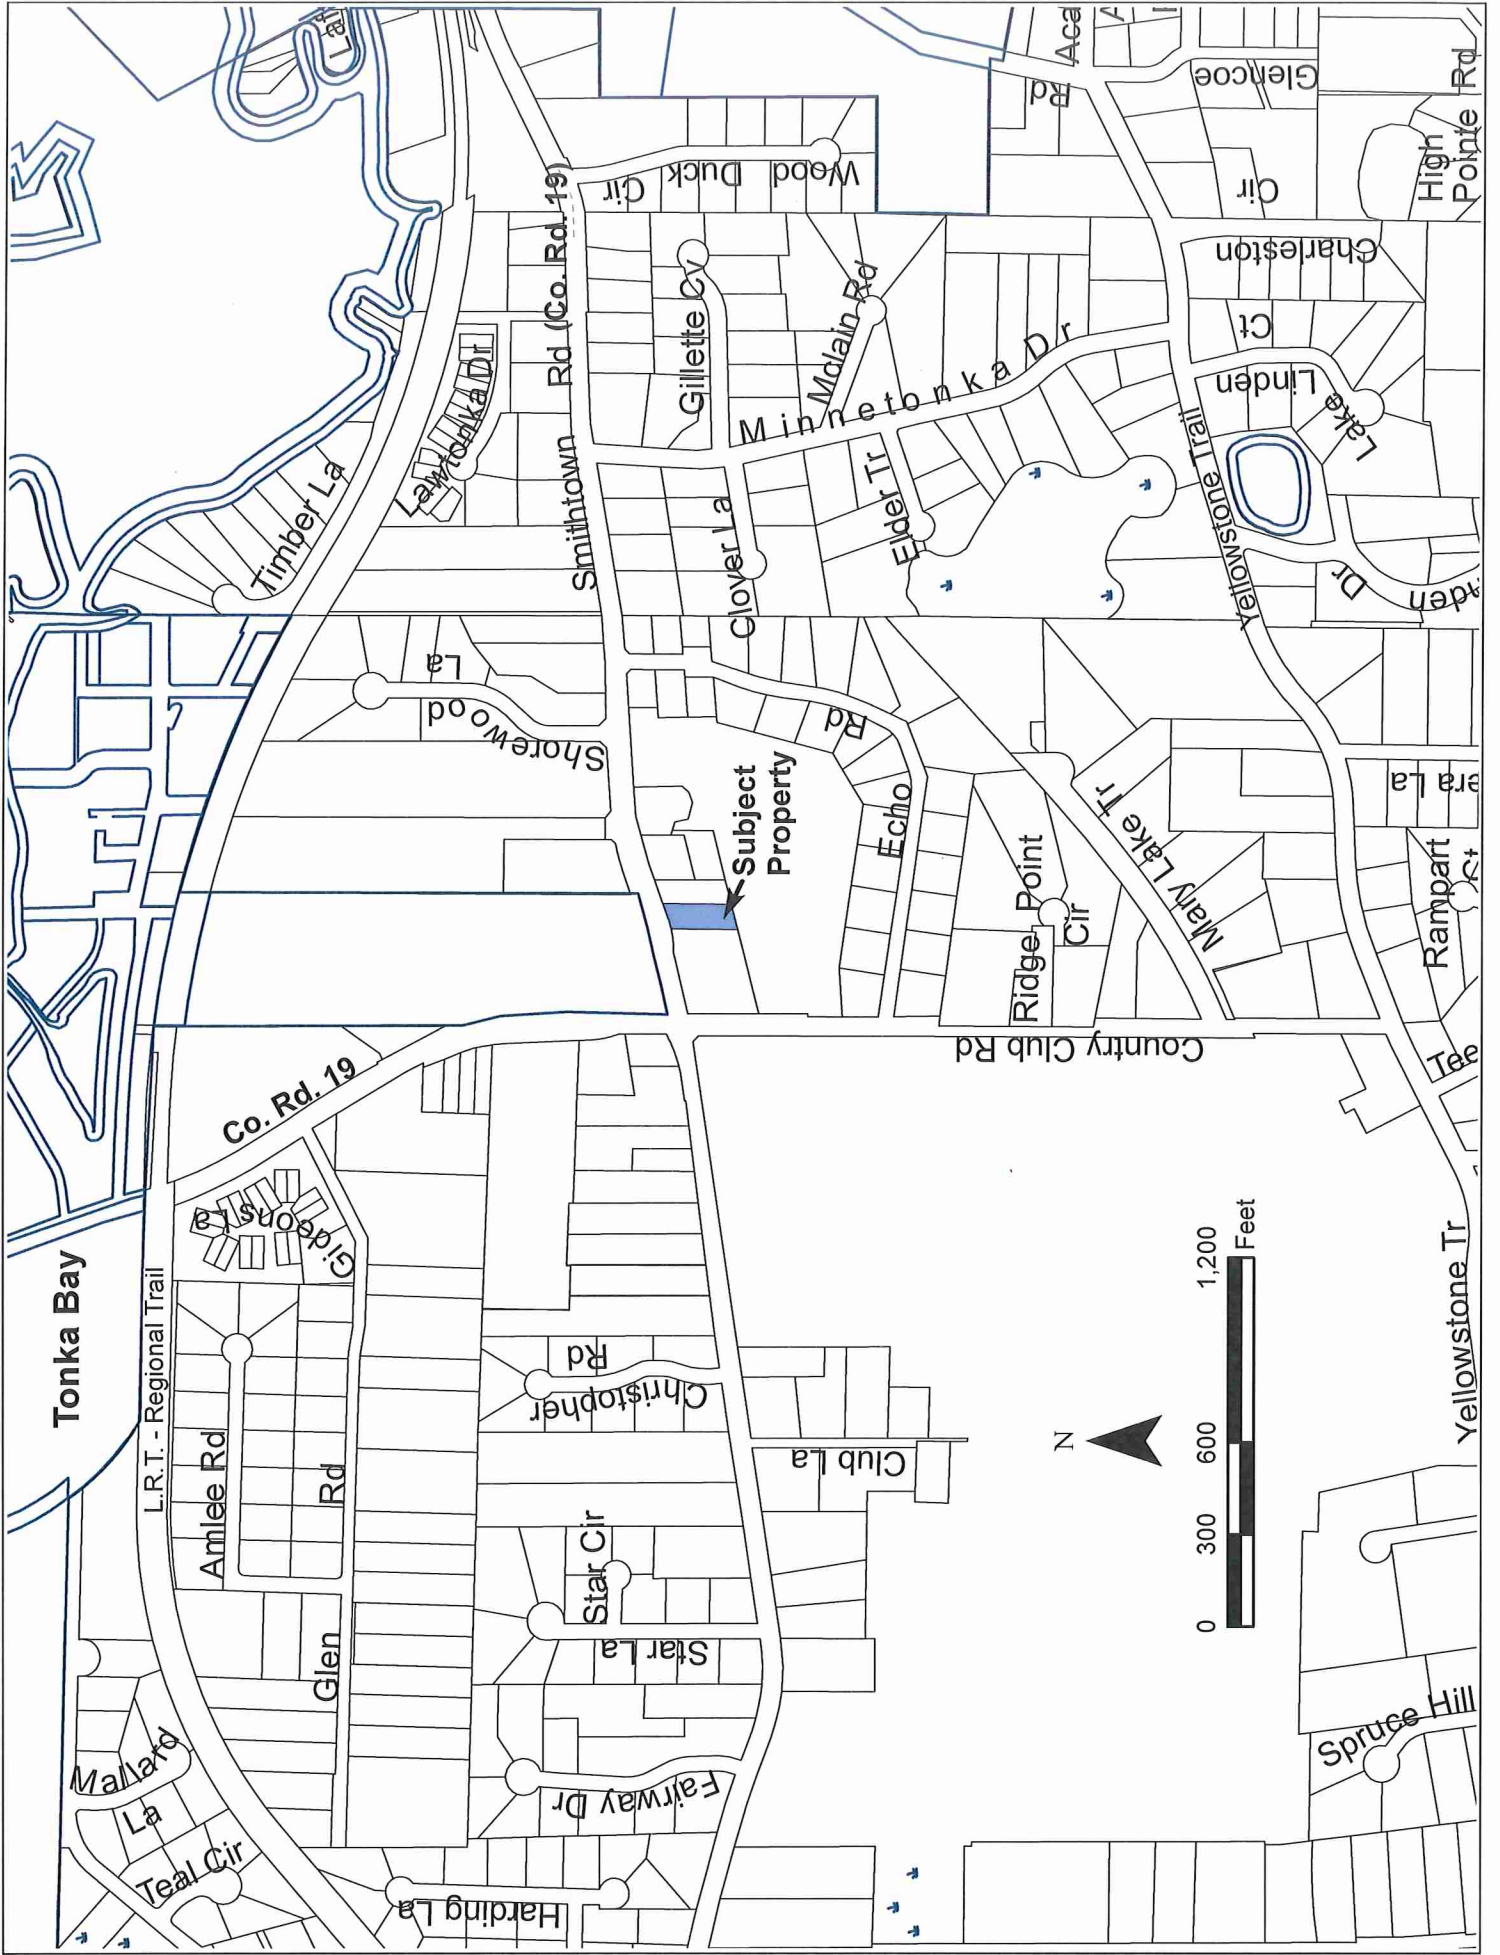 Tonka Bay
L.R.T. - Regional Trail
Mallard
La
Teal Cir
Amlee Rd
Glen
Rd
Gideons La
Co. Rd. 19
Harding La
Fairway Dr
Star La
Star Cir
Christopher
Rd
Club La
Country Club Rd
Timber La
Lawtonka Dr
Shorewood
La
Smithtown
Rd (Co. Rd. 19)
Subject
Property
Echo
Rd
Clover La
Gillette Cv
Mclain Rd
Minnetonka Dr
Elder Tr
Wood Duck
Cir
Ridge Point
Cir
Mary Lake Tr
Yellowstone Trail
Yellowstone Tr
Linden
Ct
Lake
Dr
Charleston
Cir
Glencoe
Rd
Aca
High
Pointe Rd
Rampart
era La
Tee
Spruce Hill
N
0 300 600 1,200
Feet